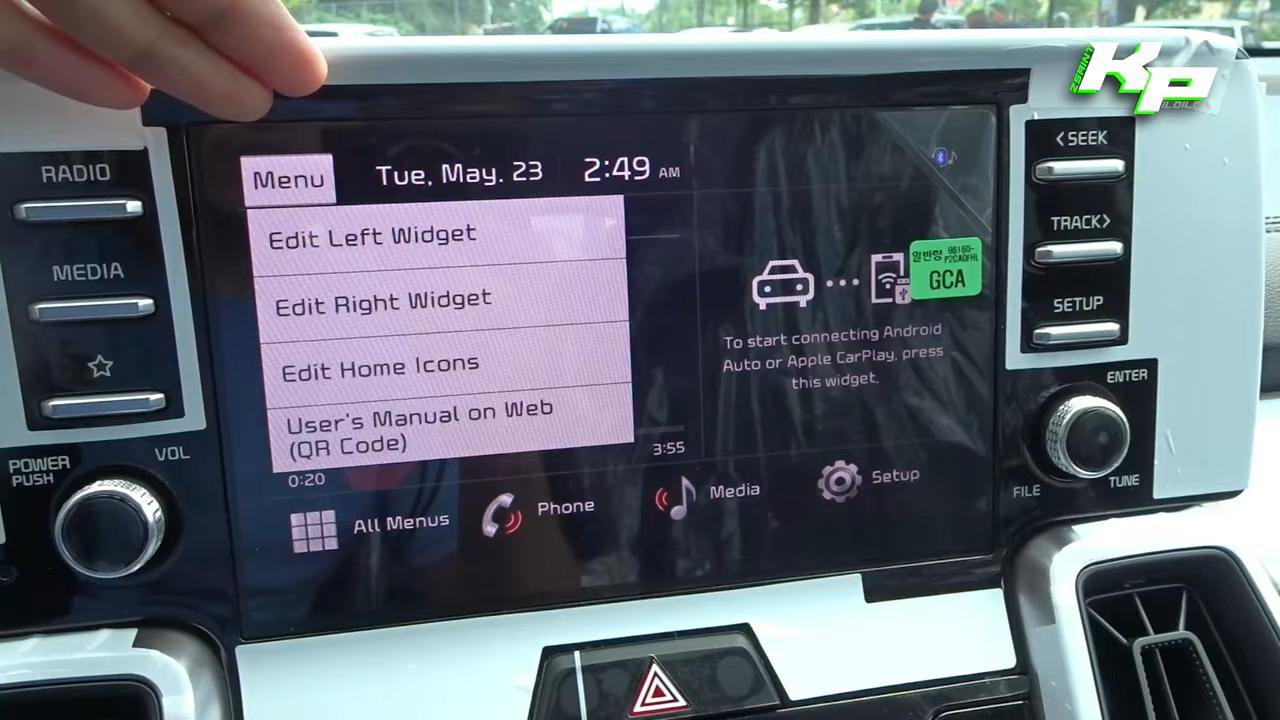 KP
RADIO
MEDIA
POWER
PUSH
VOL
Menu
Tue, May. 23
2:49 AM
Edit Left Widget
Edit Right Widget
Edit Home Icons
User's Manual on Web
(QR Code)
0:20
3:55
일반형 96160-
P2CA0FHL
GCA
To start connecting Android
Auto or Apple CarPlay, press
this widget.
All Menus
Phone
Media
Setup
<SEEK
TRACK>
SETUP
ENTER
FILE
TUNE